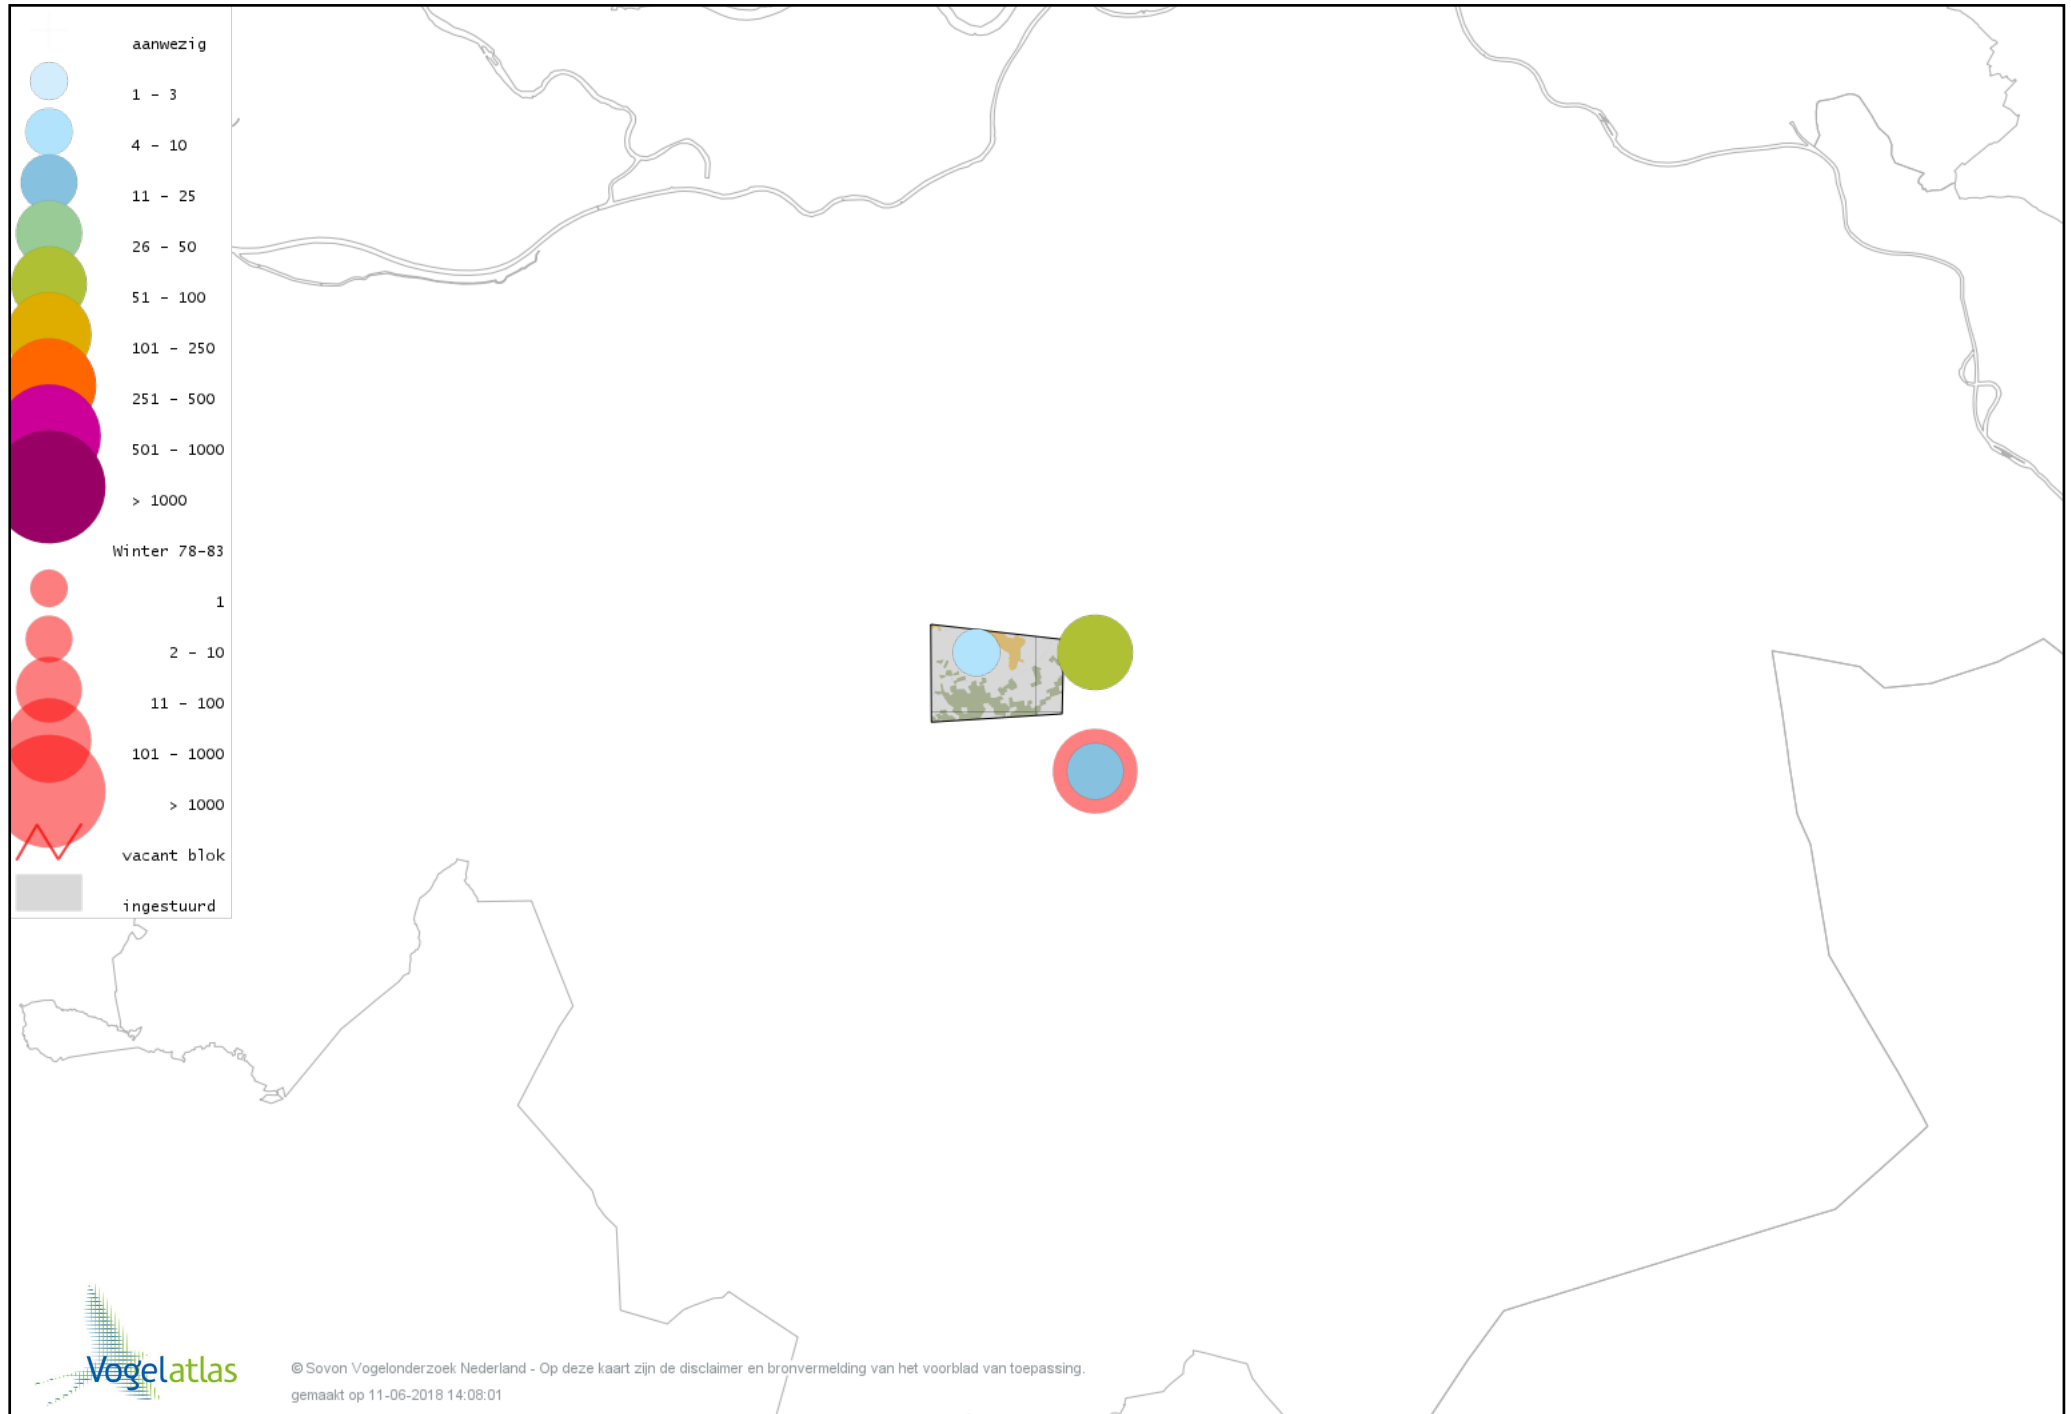 aanwezig
1 - 3
4 - 10
11 - 25
26 - 50
51 - 100
101 - 250
251 - 500
501 - 1000
> 1000
Winter 78-83
1
2 - 10
11 - 100
101 - 1000
> 1000
vacant blok
ingestuurd
Vogelatlas
© Sovon Vogelonderzoek Nederland - Op deze kaart zijn de disclaimer en bronvermelding van het voorblad van toepassing.
gemaakt op 11-06-2018 14:08:01